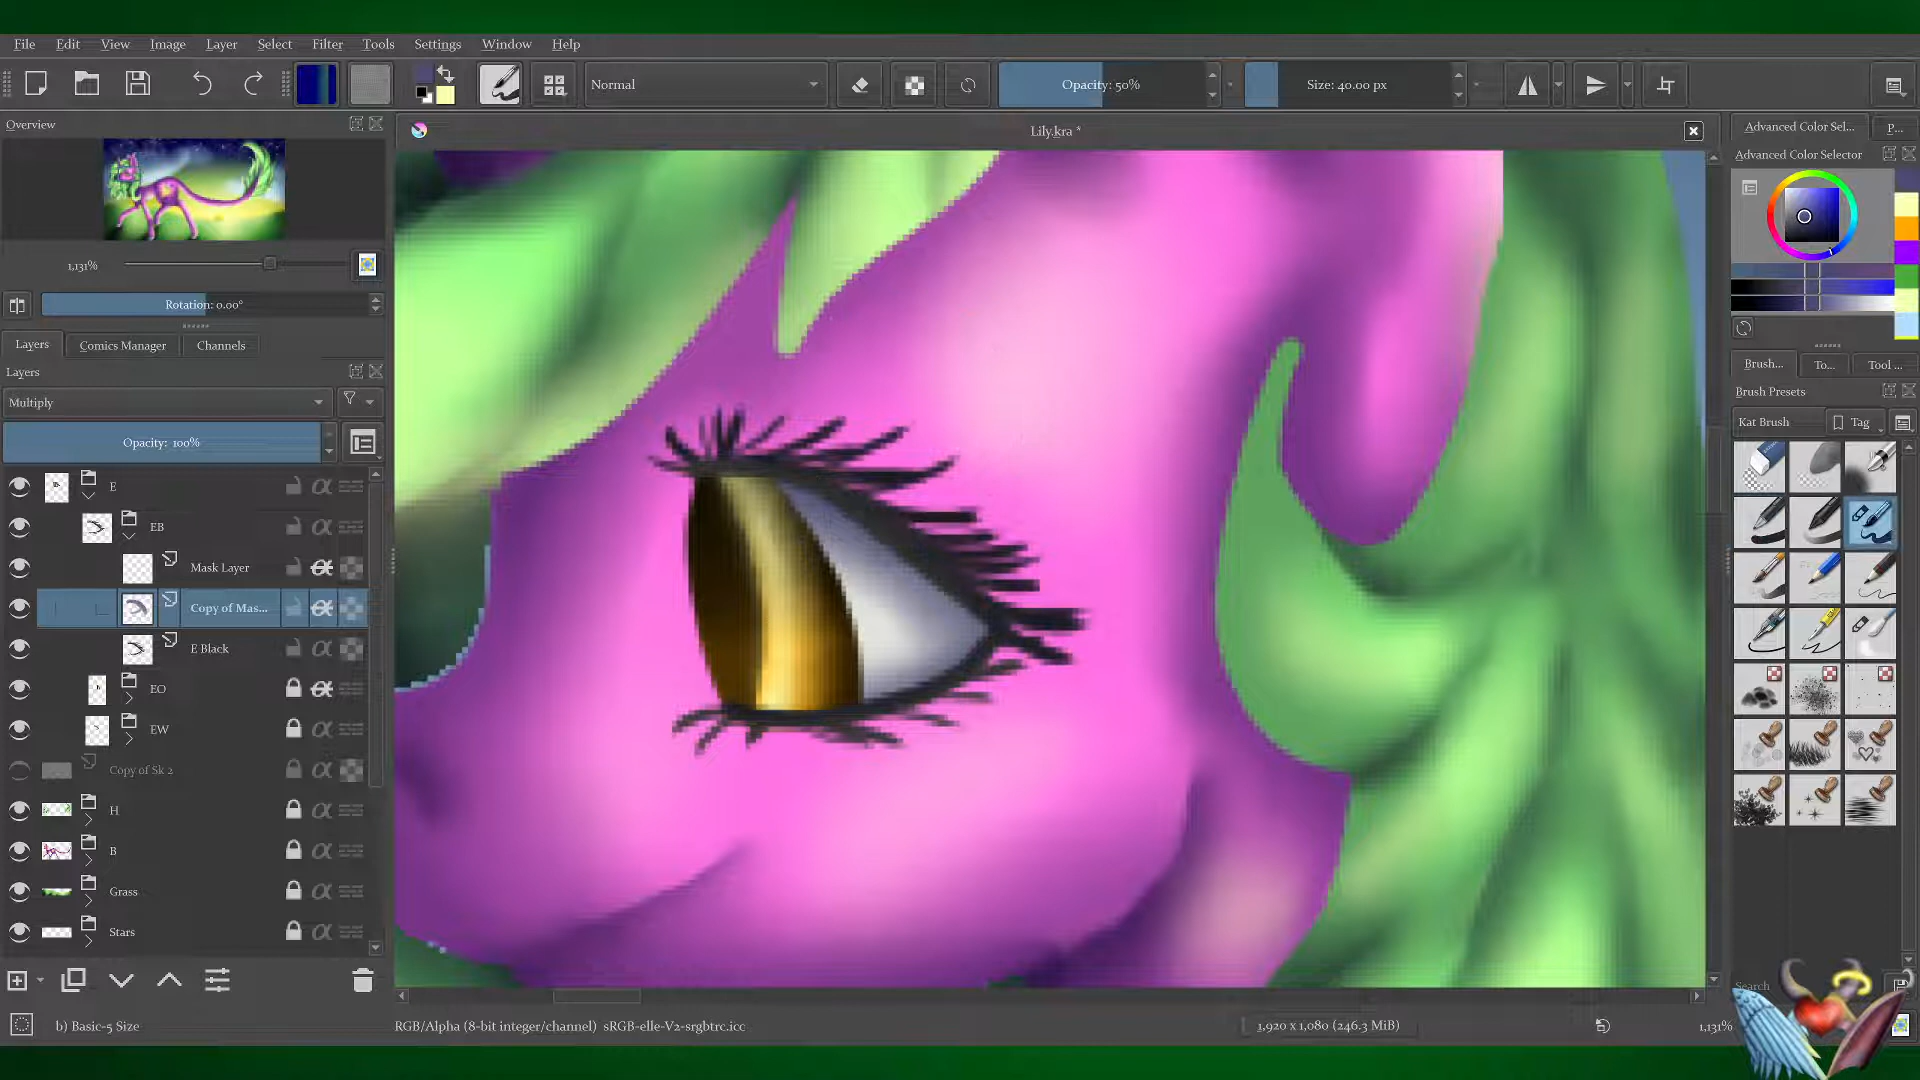 File Edit View Image Layer Select Filter Tools Settings Window Help
Normal
Opacity: 50%
Size: 40.00 px
Overview
Lily.kra *
Advanced Color Sel...
P...
Advanced Color Selector
1,131%
Rotation: 0.00°
Layers Comics Manager Channels
Layers
Brush...
To...
Tool ...
Brush Presets
Multiply
Kat Brush
Tag
Opacity: 100%
E
EB
Mask Layer
Copy of Mas...
E Black
EO
EW
Copy of Sk 2
H
B
Grass
Stars
Search
b) Basic-5 Size
RGB/Alpha (8-bit integer/channel) sRGB-elle-V2-srgbtrc.icc
1,920 x 1,080 (246.3 MiB)
1,131%